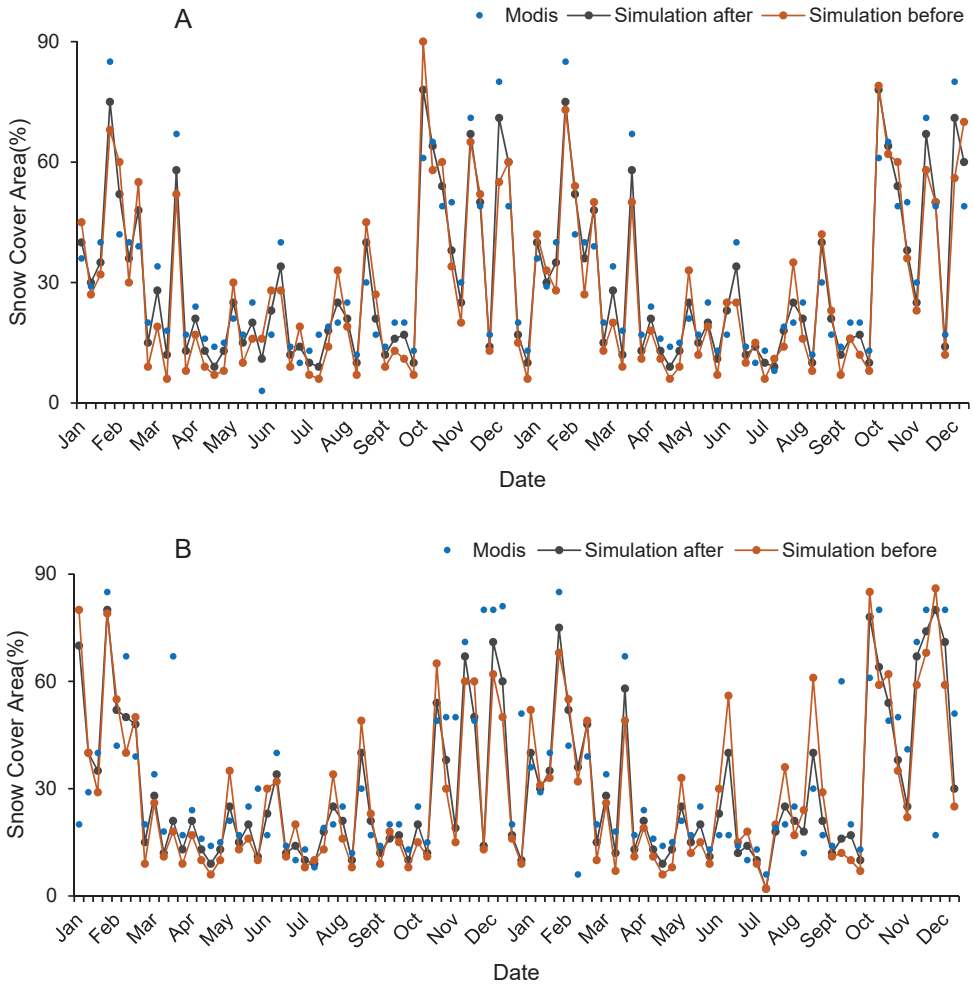 A
Modis Simulation after Simulation before
90
60
30
0
Snow Cover Area(%)
Jan Feb Mar Apr May Jun Jul Aug Sept Oct Nov Dec Jan Feb Mar Apr May Jun Jul Aug Sept Oct Nov Dec
Date
B
Modis Simulation after Simulation before
90
60
30
0
Snow Cover Area(%)
Jan Feb Mar Apr May Jun Jul Aug Sept Oct Nov Dec Jan Feb Mar Apr May Jun Jul Aug Sept Oct Nov Dec
Date